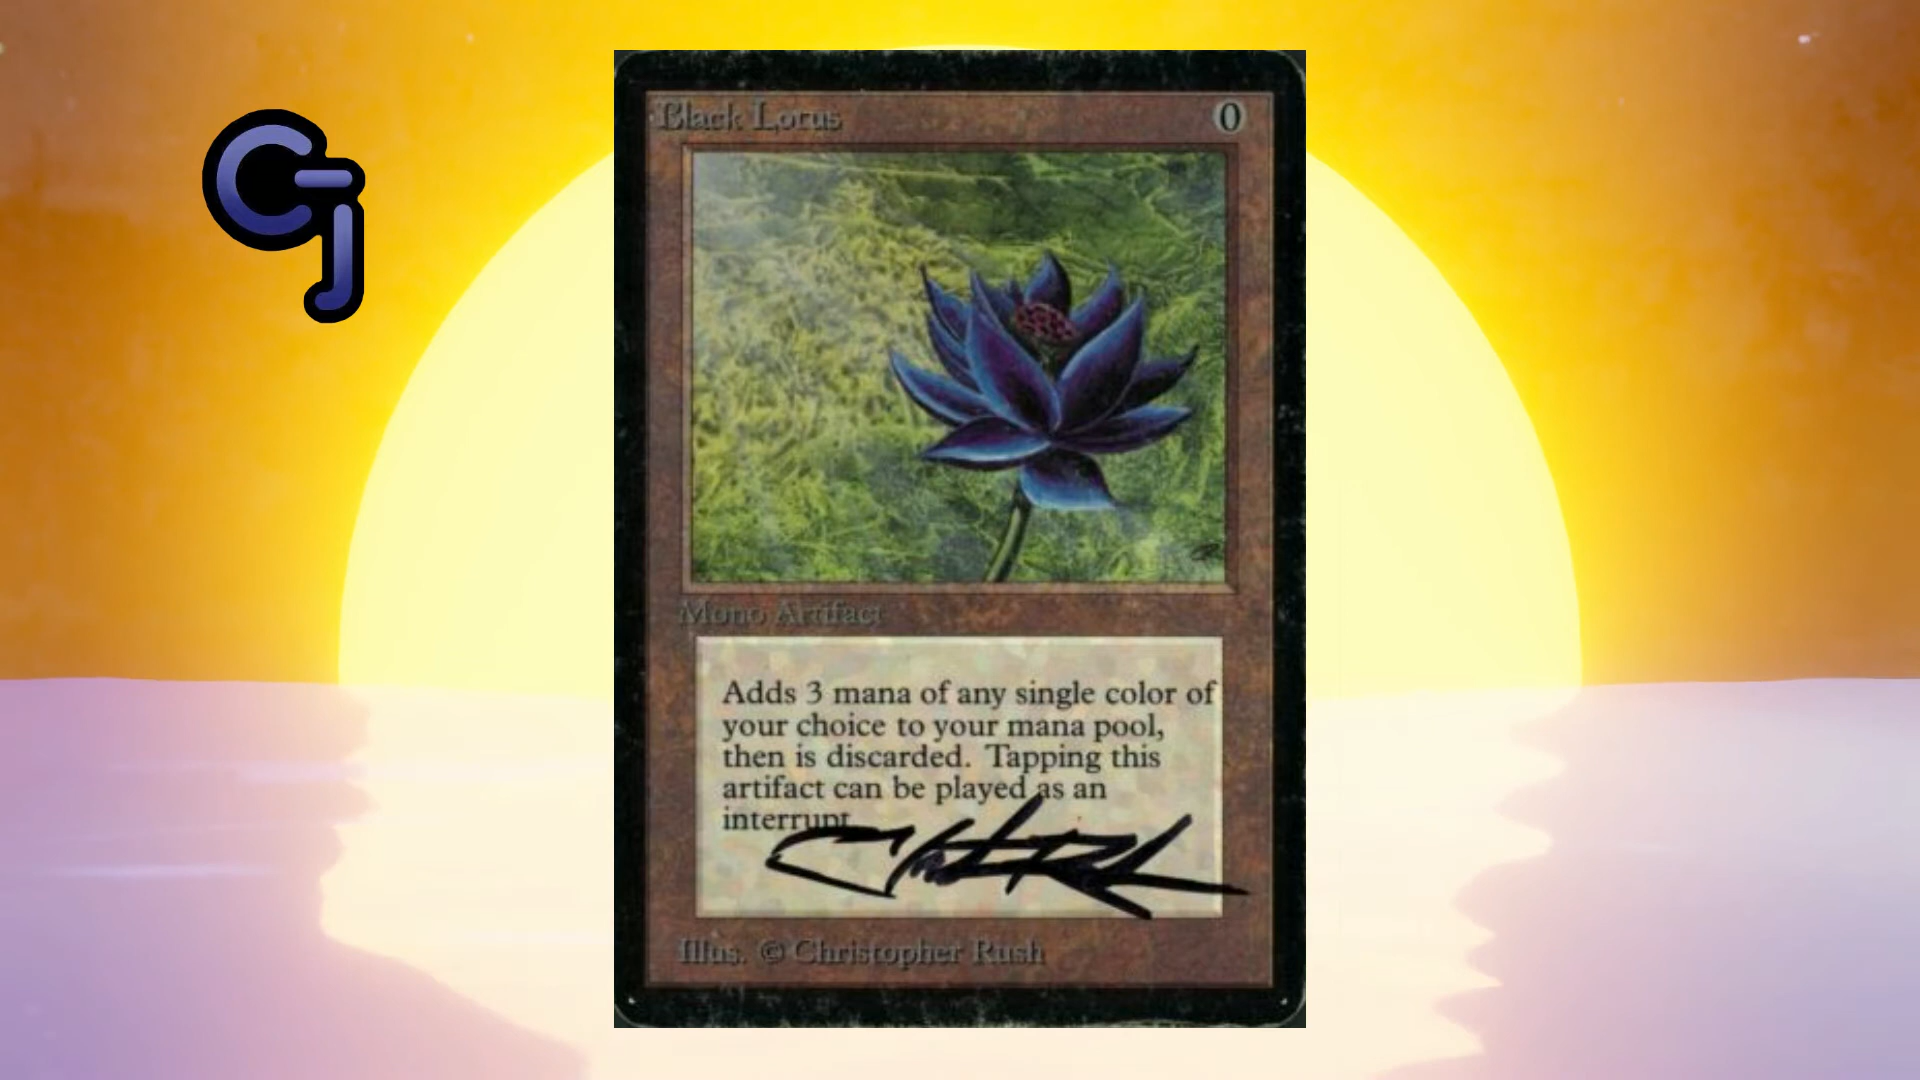 CJ
Black Lotus
0
Mono Artifact
Adds 3 mana of any single color of
your choice to your mana pool,
then is discarded. Tapping this
artifact can be played as an
interrupt.
Illus. © Christopher Rush